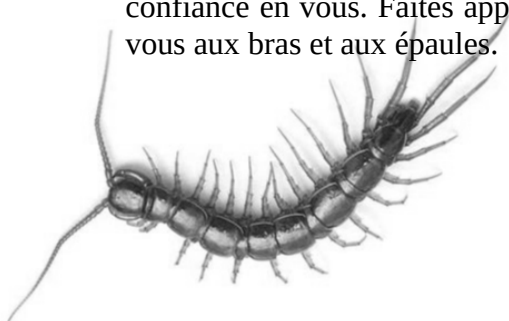 confiance en vous. Faites app
vous aux bras et aux épaules.